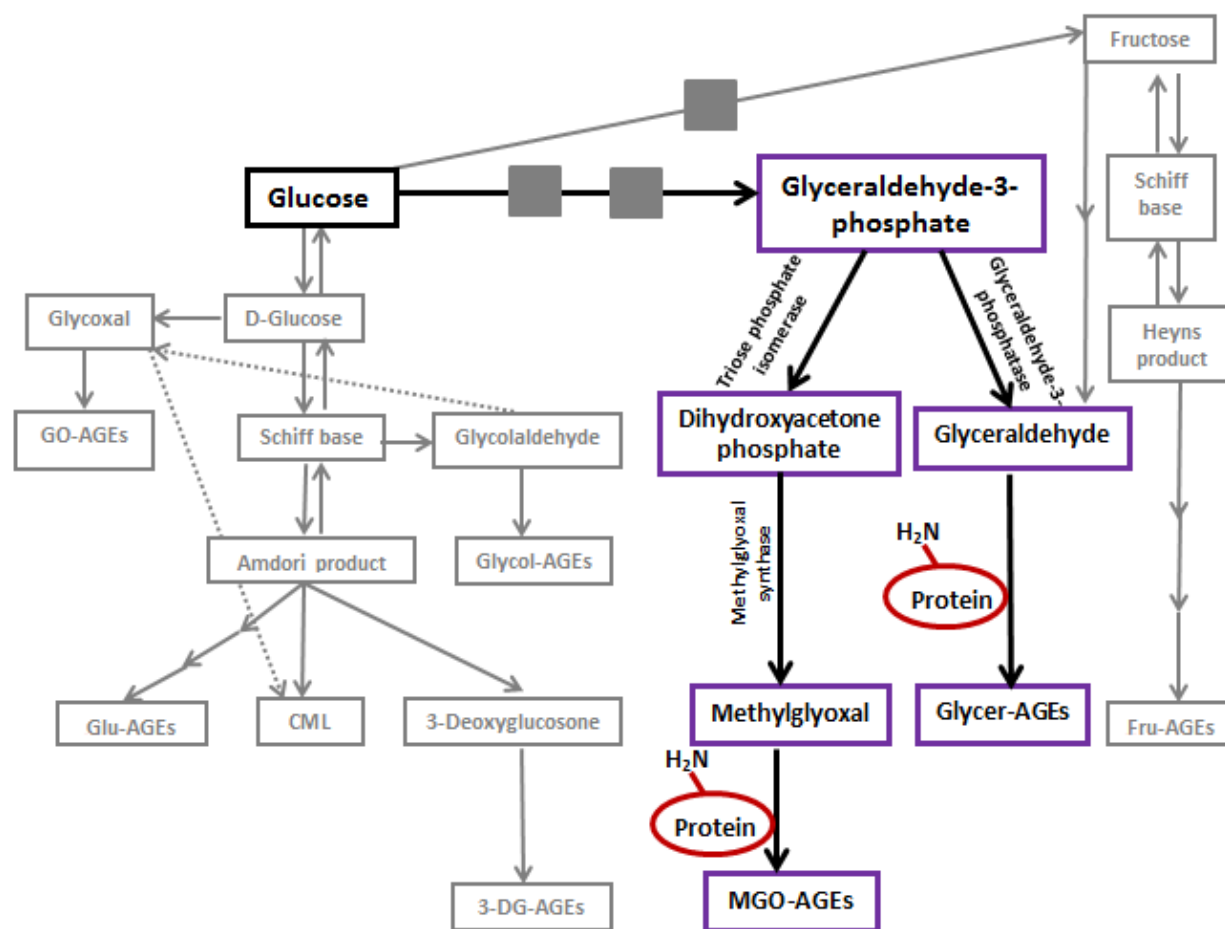 Fructose
Glucose
Glyceraldehyde-3-
phosphate
Schiff
base
Glycoxal
D-Glucose
Triose phosphate
isomerase
Glyceraldehyde-3-
phosphatase
Heyns
product
GO-AGEs
Schiff base
Glycolaldehyde
Dihydroxyacetone
phosphate
Glyceraldehyde
Amdori product
Glycol-AGEs
Methylglyoxal
synthase
H₂N
Protein
Glu-AGEs
CML
3-Deoxyglucosone
Methylglyoxal
Glycer-AGEs
Fru-AGEs
H₂N
Protein
3-DG-AGEs
MGO-AGEs